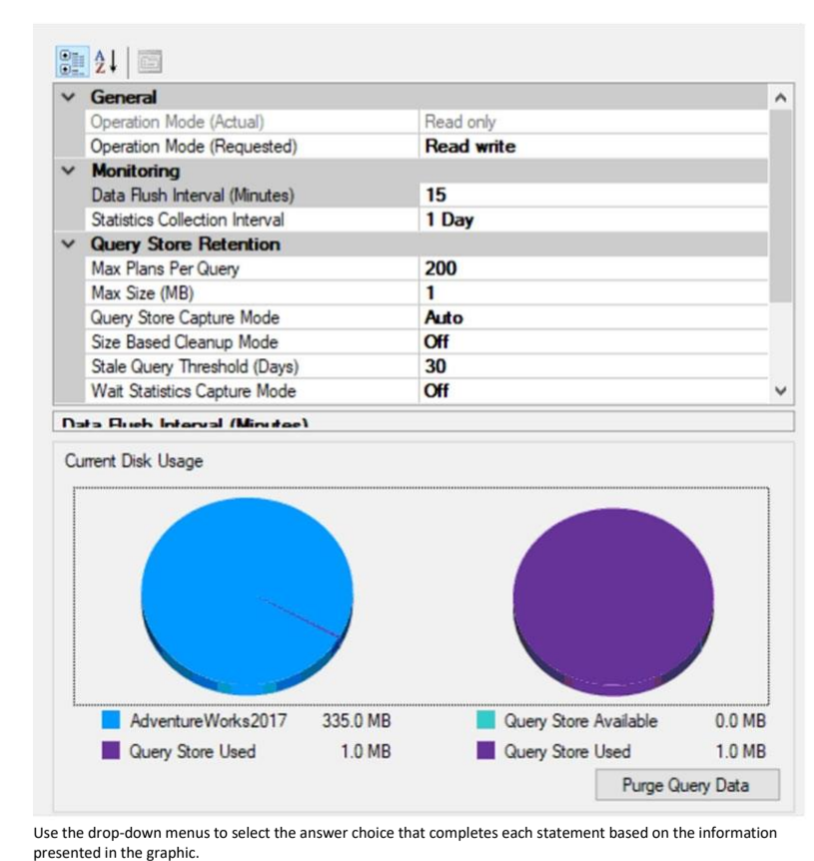 General
Operation Mode (Actual) Read only
Operation Mode (Requested) Read write
Monitoring
Data Flush Interval (Minutes) 15
Statistics Collection Interval 1 Day
Query Store Retention
Max Plans Per Query 200
Max Size (MB) 1
Query Store Capture Mode Auto
Size Based Cleanup Mode Off
Stale Query Threshold (Days) 30
Wait Statistics Capture Mode Off
Data Flush Interval (Minutes)
Current Disk Usage
AdventureWorks2017 335.0 MB Query Store Available 0.0 MB
Query Store Used 1.0 MB Query Store Used 1.0 MB
Purge Query Data
Use the drop-down menus to select the answer choice that completes each statement based on the information
presented in the graphic.